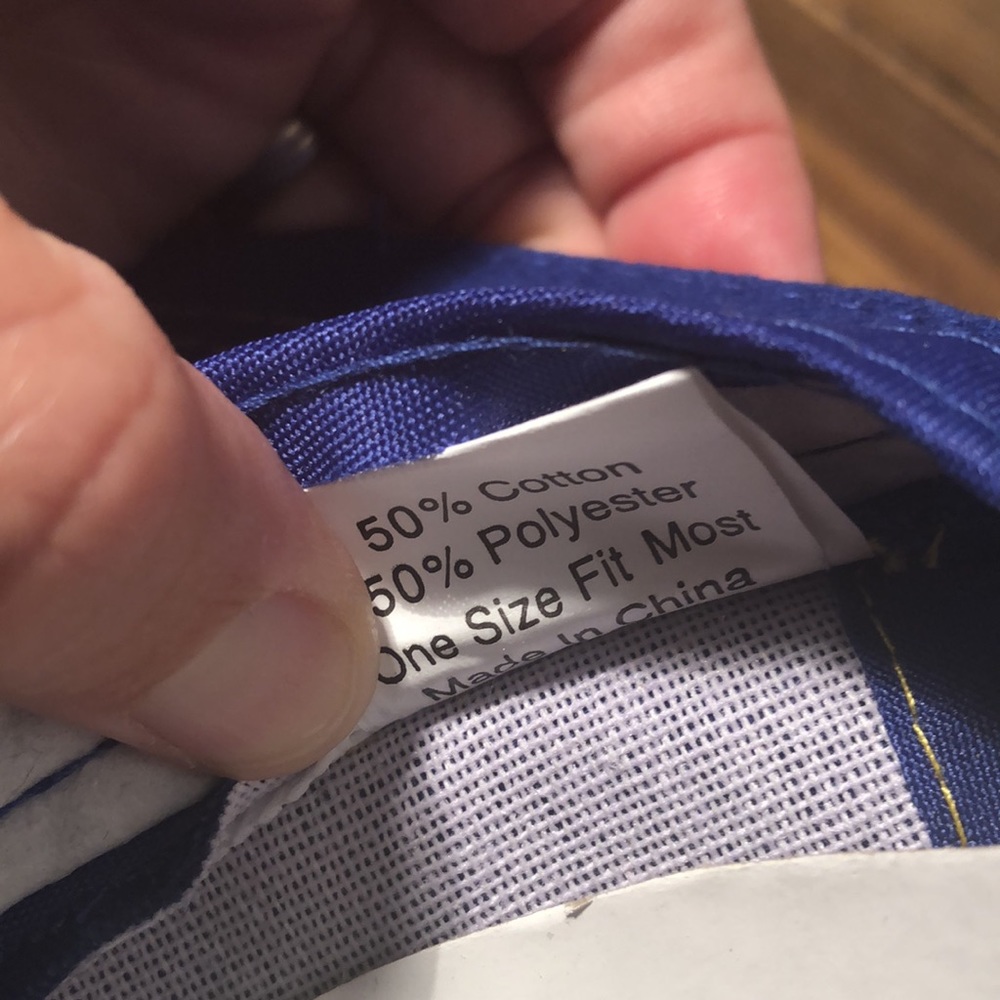 50% Cotton
50% Polyester
One Size Fit Most
Made In China